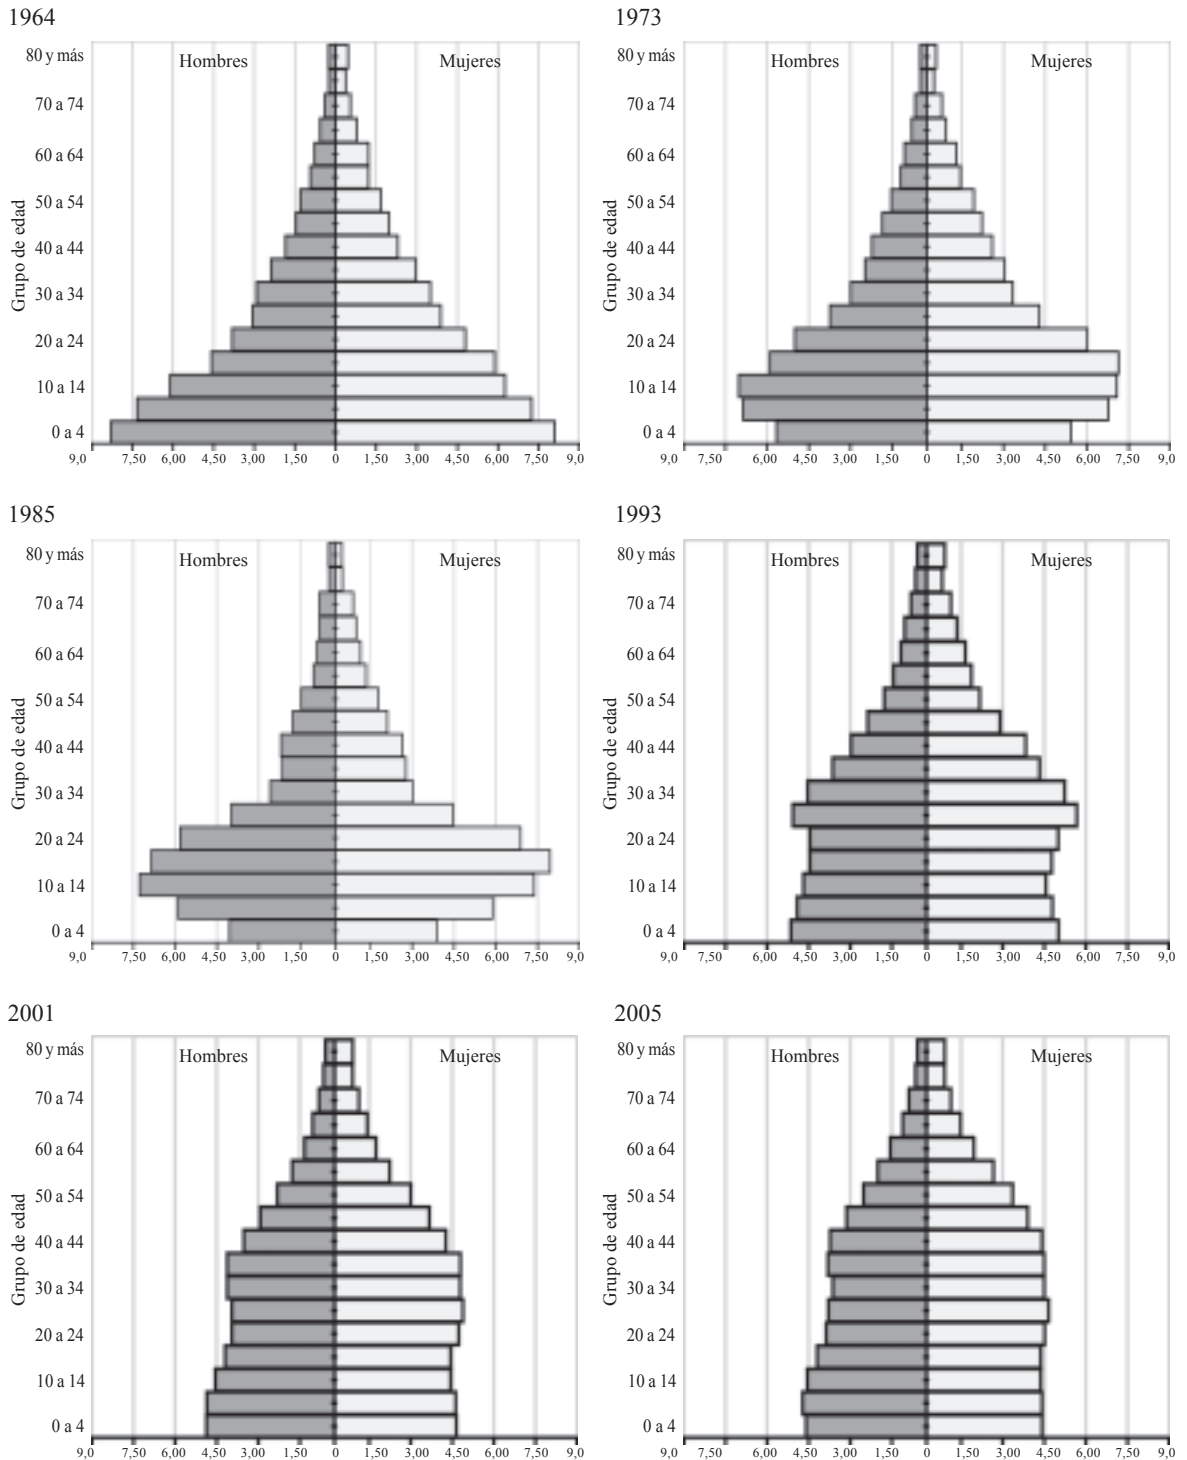 1964
Hombres
Mujeres
80 y más
70 a 74
60 a 64
50 a 54
40 a 44
30 a 34
20 a 24
10 a 14
0 a 4
Grupo de edad
9,0 7,50 6,00 4,50 3,00 1,50 0 1,50 3,00 4,50 6,00 7,50 9,0
1973
Hombres
Mujeres
80 y más
70 a 74
60 a 64
50 a 54
40 a 44
30 a 34
20 a 24
10 a 14
0 a 4
Grupo de edad
9,0 7,50 6,00 4,50 3,00 1,50 0 1,50 3,00 4,50 6,00 7,50 9,0
1985
Hombres
Mujeres
80 y más
70 a 74
60 a 64
50 a 54
40 a 44
30 a 34
20 a 24
10 a 14
0 a 4
Grupo de edad
9,0 7,50 6,00 4,50 3,00 1,50 0 1,50 3,00 4,50 6,00 7,50 9,0
1993
Hombres
Mujeres
80 y más
70 a 74
60 a 64
50 a 54
40 a 44
30 a 34
20 a 24
10 a 14
0 a 4
Grupo de edad
9,0 7,50 6,00 4,50 3,00 1,50 0 1,50 3,00 4,50 6,00 7,50 9,0
2001
Hombres
Mujeres
80 y más
70 a 74
60 a 64
50 a 54
40 a 44
30 a 34
20 a 24
10 a 14
0 a 4
Grupo de edad
9,0 7,50 6,00 4,50 3,00 1,50 0 1,50 3,00 4,50 6,00 7,50 9,0
2005
Hombres
Mujeres
80 y más
70 a 74
60 a 64
50 a 54
40 a 44
30 a 34
20 a 24
10 a 14
0 a 4
Grupo de edad
9,0 7,50 6,00 4,50 3,00 1,50 0 1,50 3,00 4,50 6,00 7,50 9,0